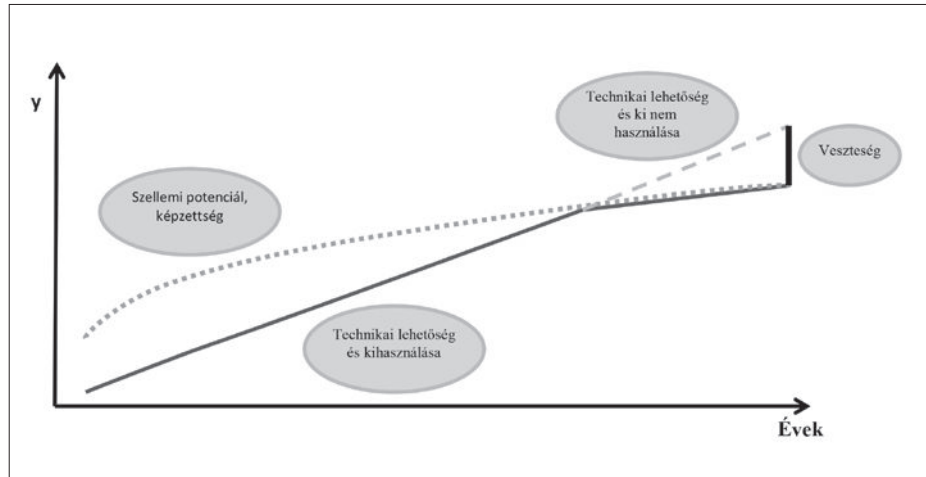 Technikai lehetőség
és ki nem
használása
y
Veszteség
Szellemi potenciál,
képzettség
Technikai lehetőség
és kihasználása
Évek